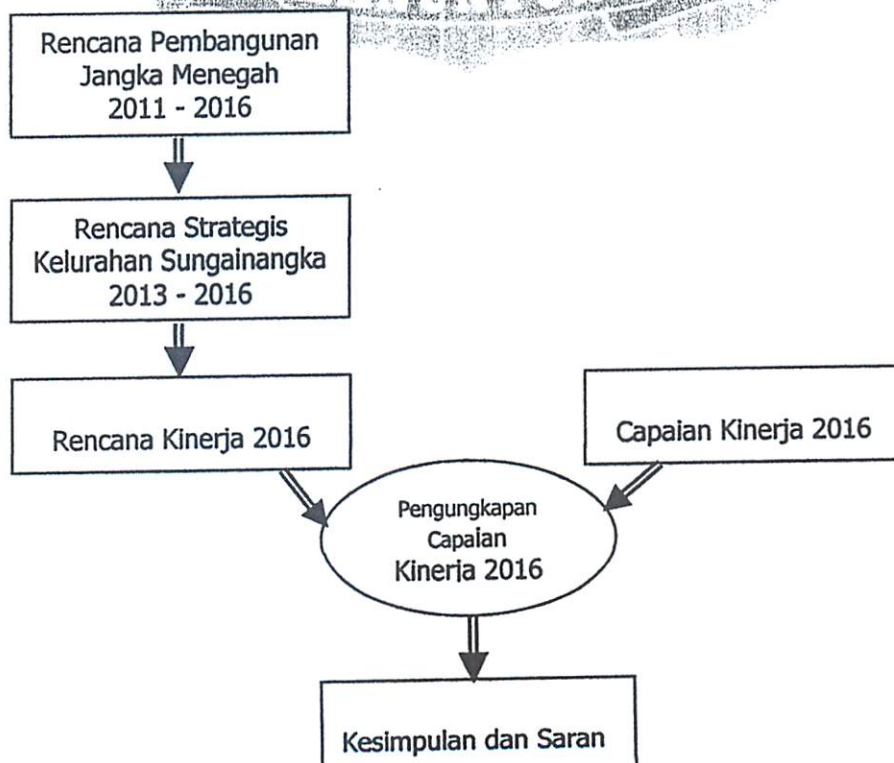 Rencana Pembangunan
Jangka Menegah
2011 - 2016
Rencana Strategis
Kelurahan Sungainangka
2013 - 2016
Rencana Kinerja 2016
Capaian Kinerja 2016
Pengungkapan
Capaian
Kinerja 2016
Kesimpulan dan Saran